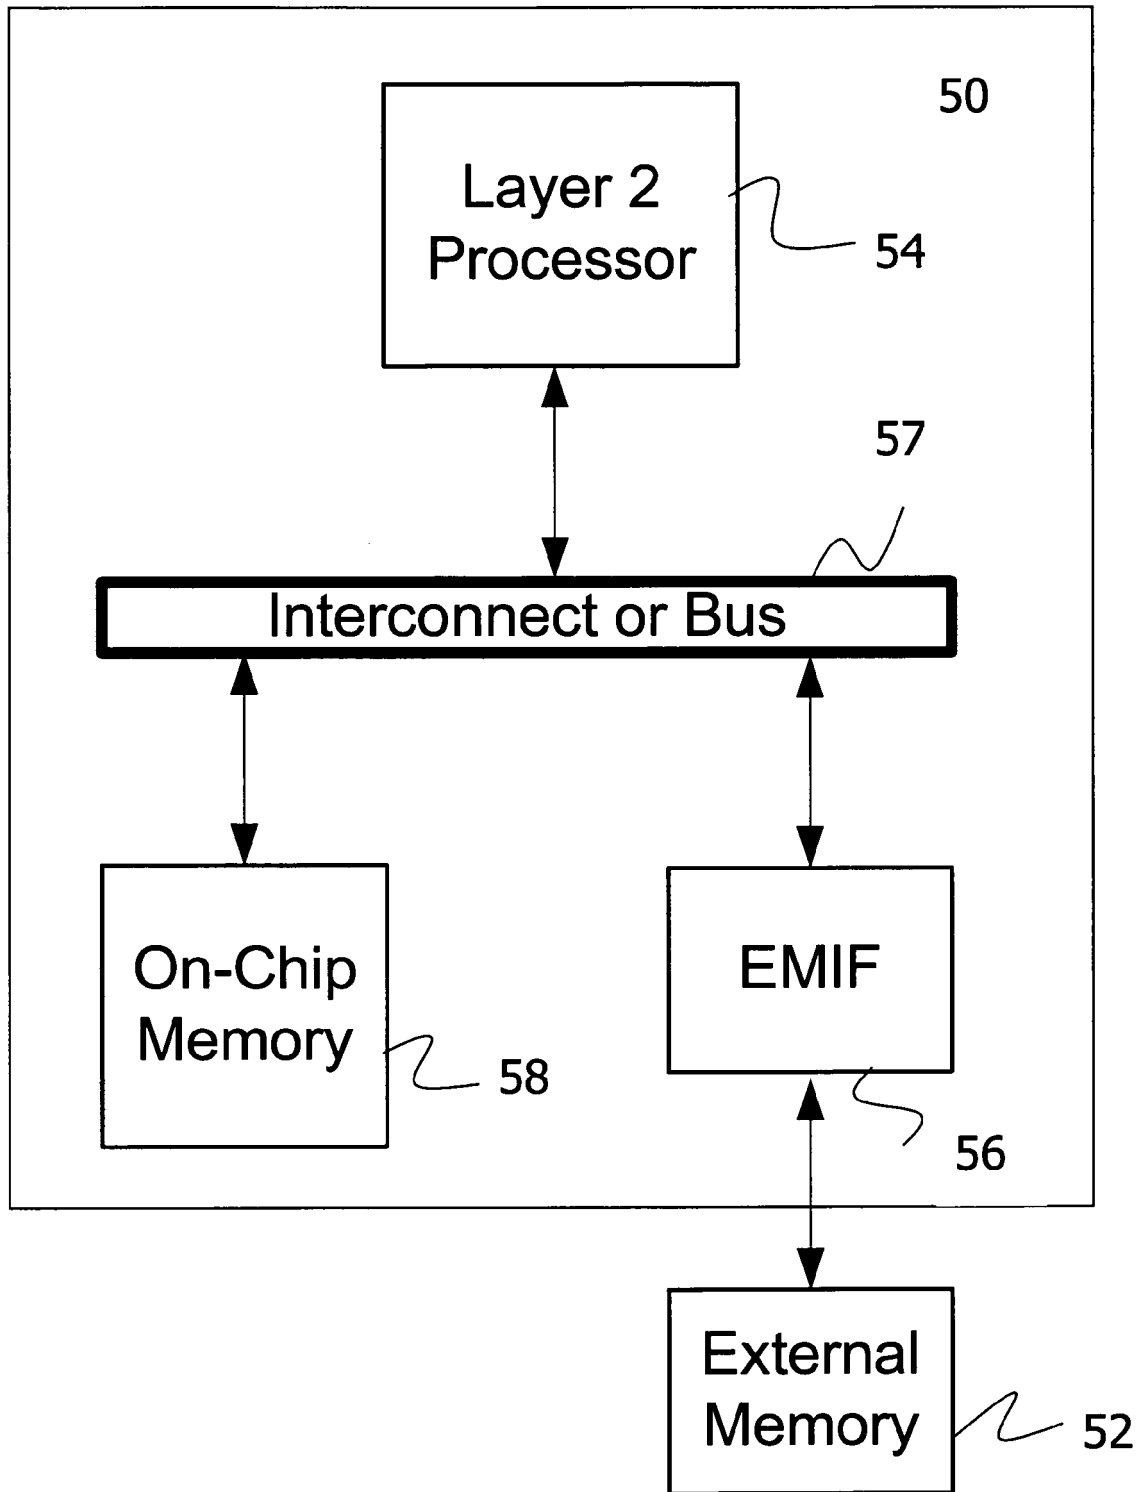 50
Layer 2
Processor
54
57
Interconnect or Bus
On-Chip
Memory
58
EMIF
56
External
Memory
52